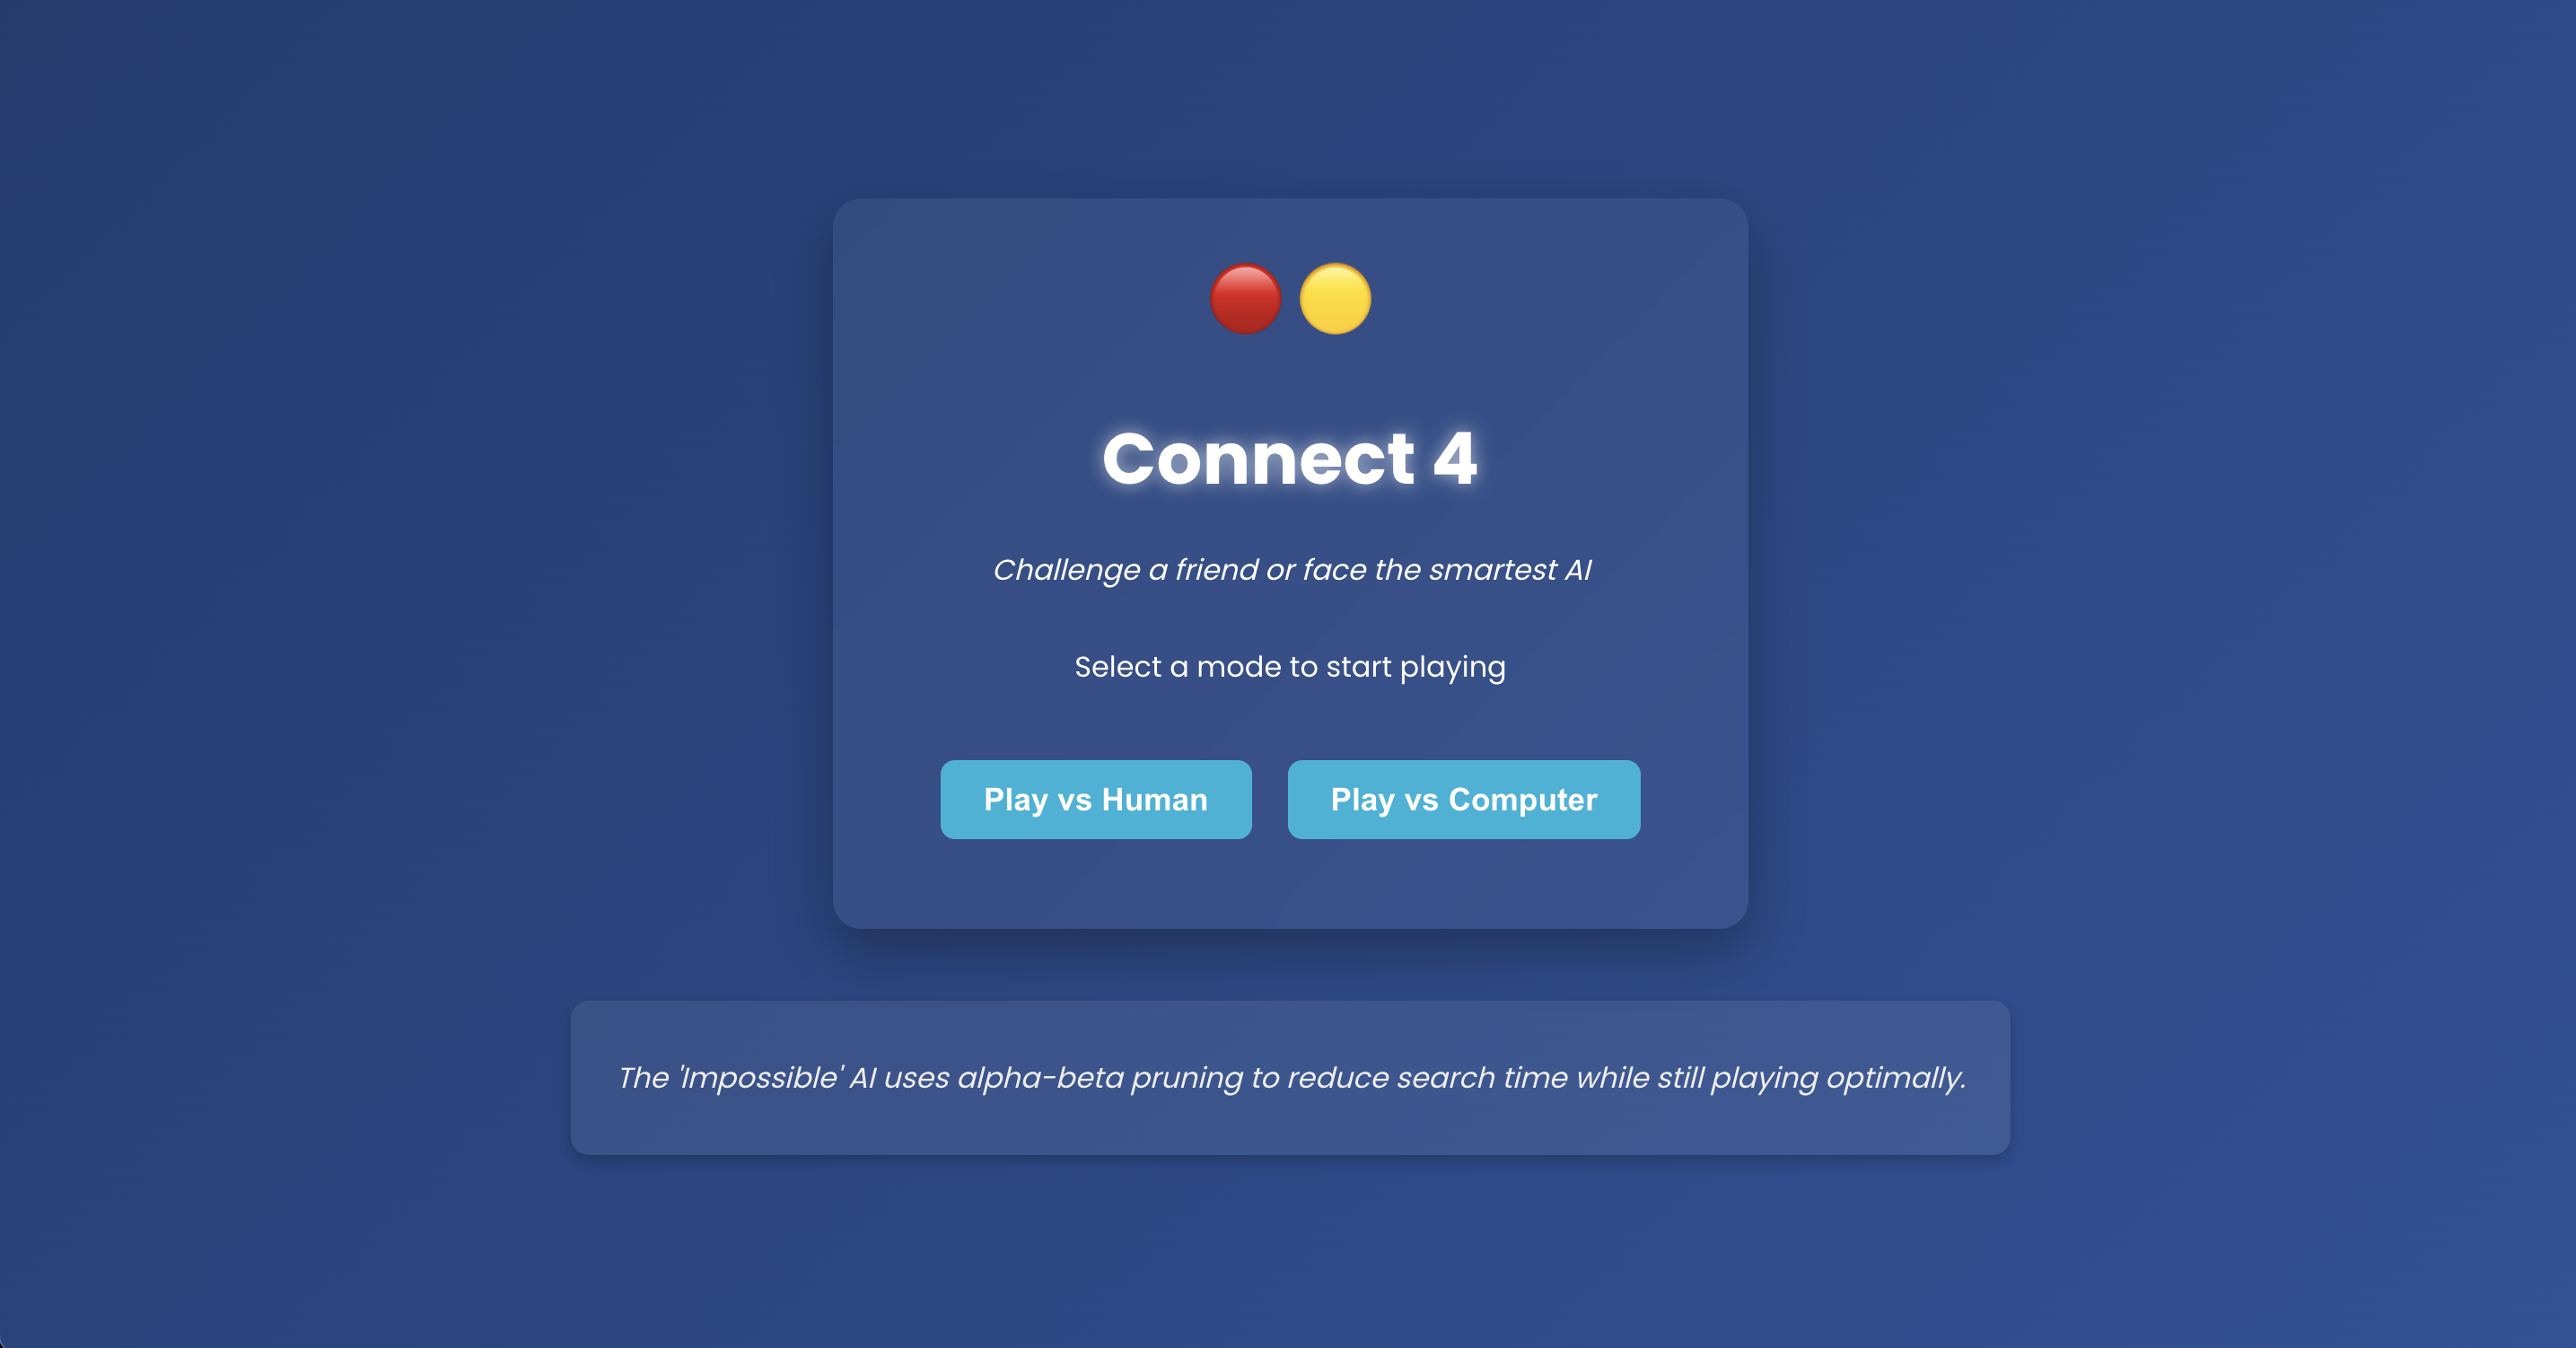 Connect 4
Challenge a friend or face the smartest AI
Select a mode to start playing
Play vs Human
Play vs Computer
The 'Impossible' AI uses alpha-beta pruning to reduce search time while still playing optimally.